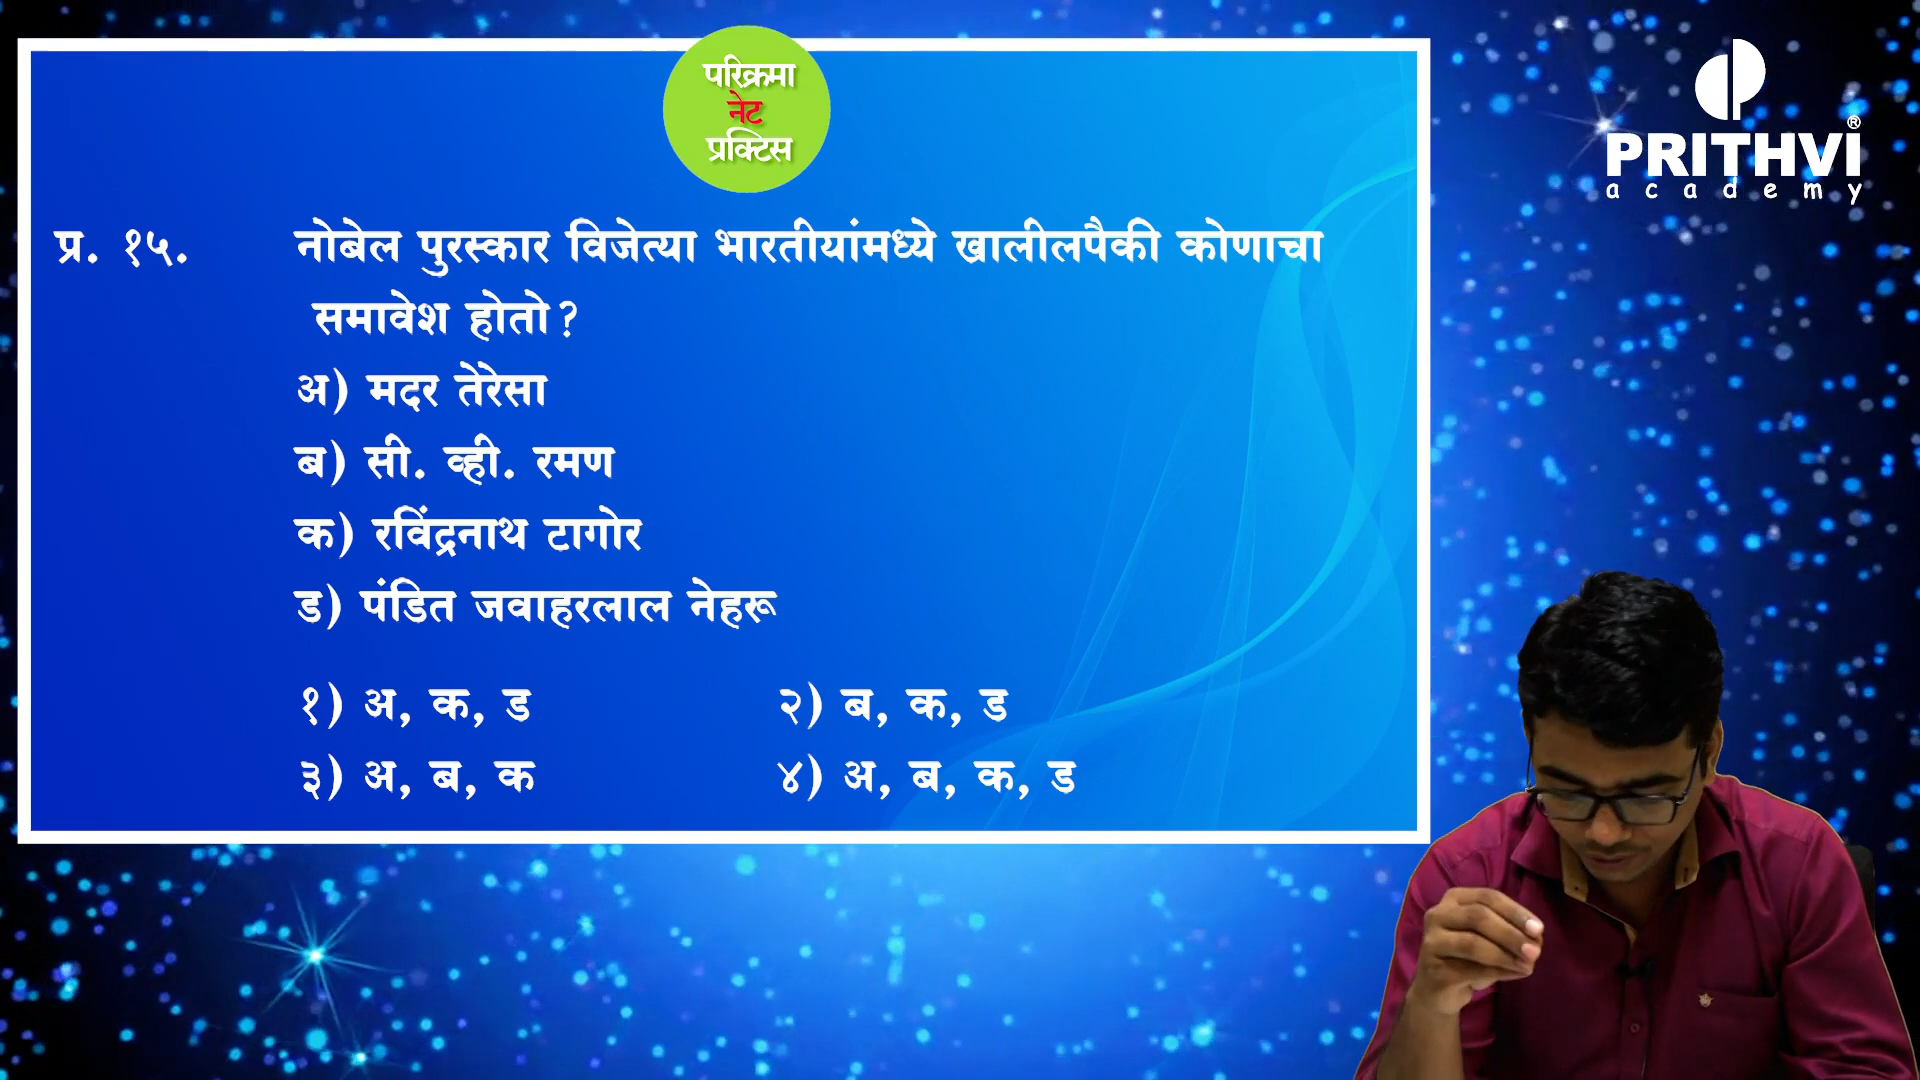 परिक्रमा
नेट
प्रक्टिस
PRITHVi®
academy
प्र. १५. नोबेल पुरस्कार विजेत्या भारतीयांमध्ये खालीलपैकी कोणाचा
समावेश होतो?
अ) मदर तेरेसा
ब) सी. व्ही. रमण
क) रविंद्रनाथ टागोर
ड) पंडित जवाहरलाल नेहरू
१) अ, क, ड २) ब, क, ड
३) अ, ब, क ४) अ, ब, क, ड